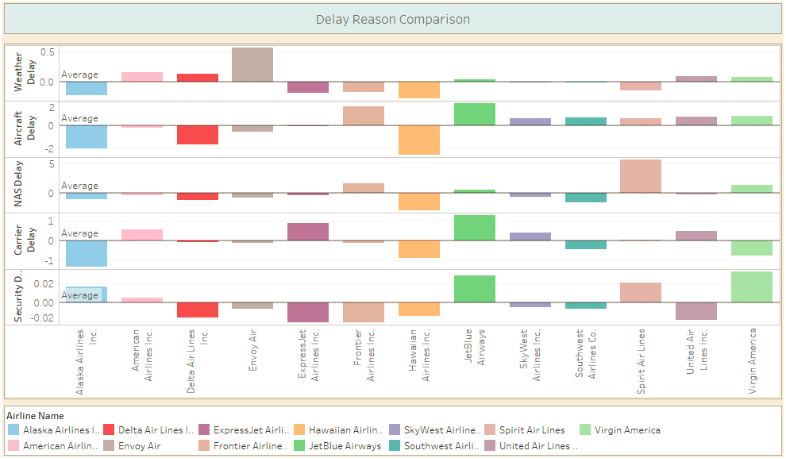 Delay Reason Comparison
Weather
Delay
0.5
0.0
Average
Aircraft
Delay
2
0
-2
Average
NAS Delay
5
0
Average
Carrier
Delay
1
0
-1
Average
Security D..
0.02
0.00
-0.02
Average
Alaska Airlines
Inc.
American
Airlines Inc.
Delta Air Lines
Inc.
Envoy Air
ExpressJet
Airlines Inc.
Frontier
Airlines Inc.
Hawaiian
Airlines Inc.
JetBlue
Airways
SkyWest
Airlines Inc.
Southwest
Airlines Co.
Spirit Air Lines
United Air
Lines Inc.
Virgin America
Airline Name
Alaska Airlines I.. Delta Air Lines I.. ExpressJet Airli.. Hawaiian Airlin.. SkyWest Airline.. Spirit Air Lines Virgin America
American Airlin.. Envoy Air Frontier Airline.. JetBlue Airways Southwest Airli.. United Air Lines ..